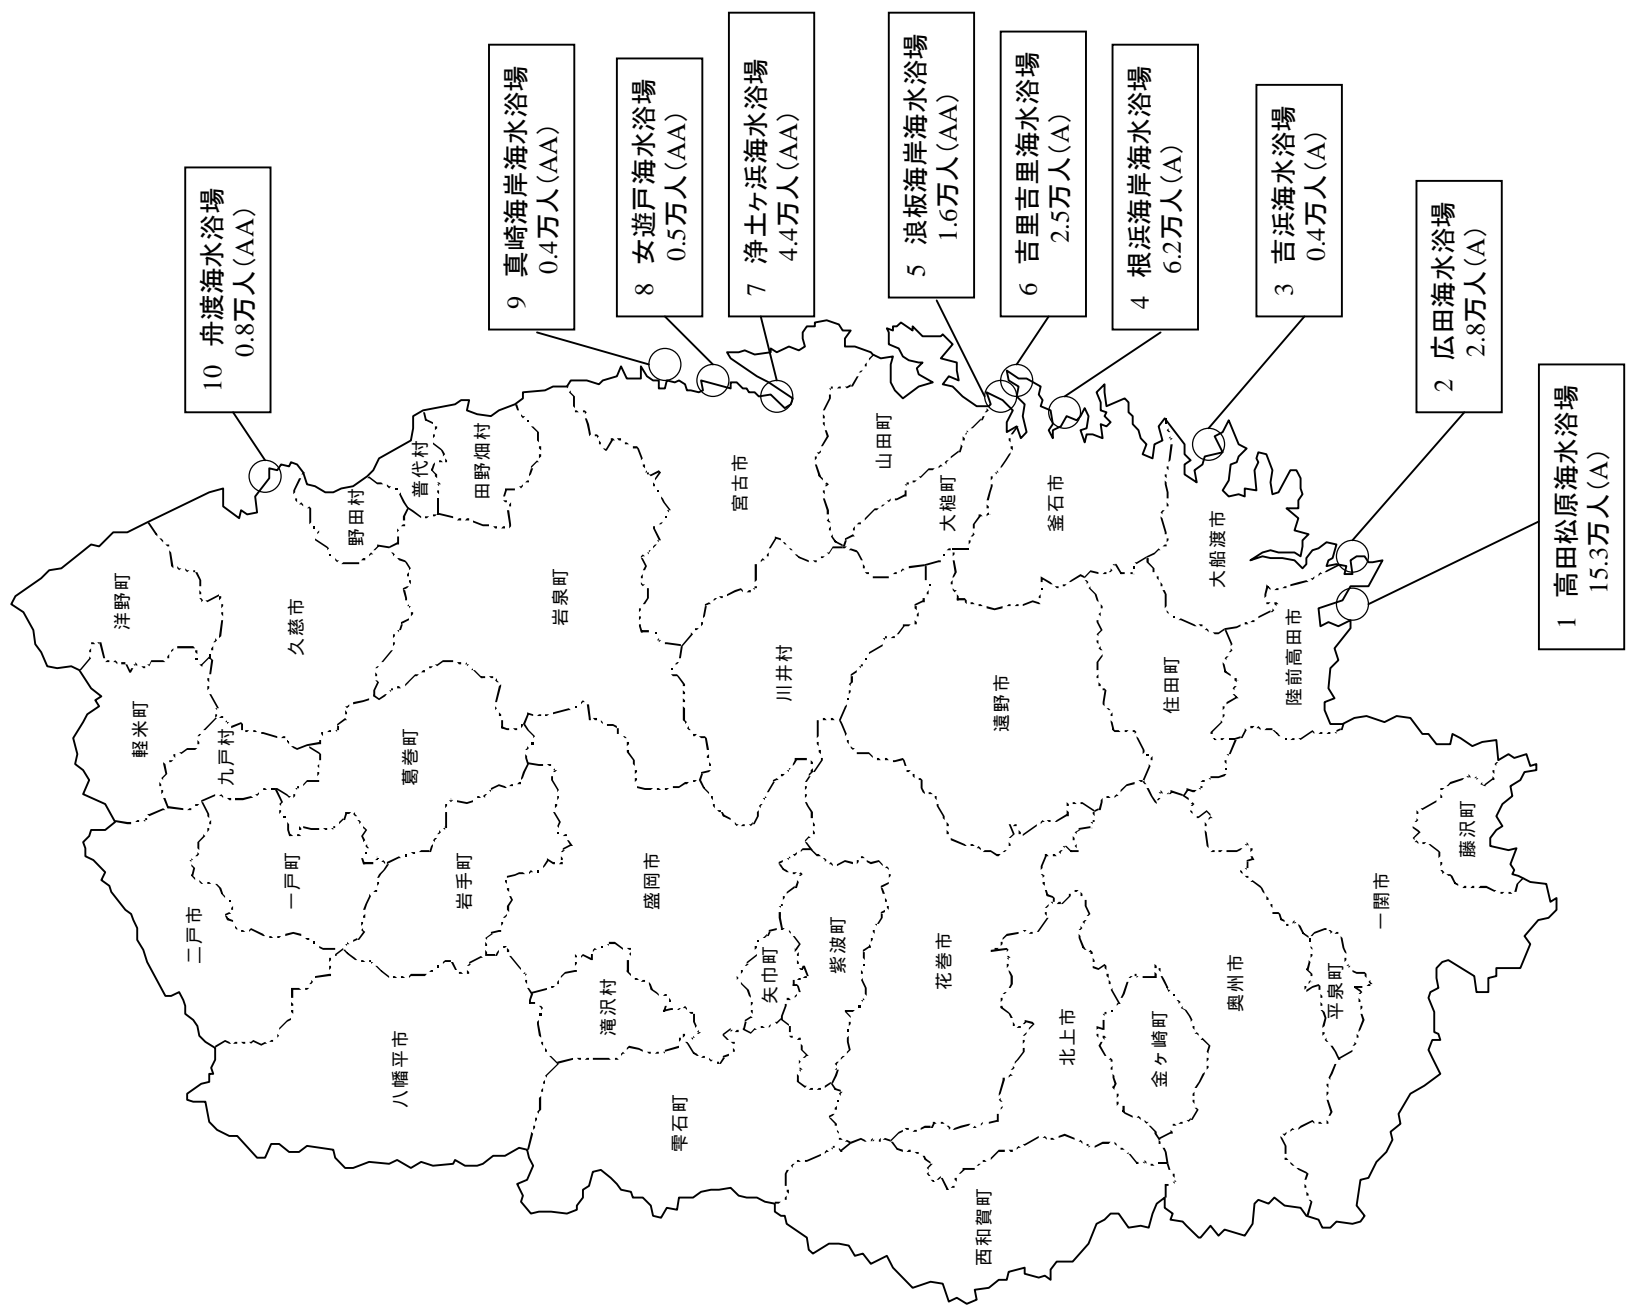 10 舟渡海水浴場
0.8万人(AA)
9 真崎海岸海水浴場
0.4万人(AA)
8 女遊戸海水浴場
0.5万人(AA)
7 浄土ヶ浜海水浴場
4.4万人(AA)
5 浪板海岸海水浴場
1.6万人(AA)
6 吉里吉里海水浴場
2.5万人(A)
4 根浜海岸海水浴場
6.2万人(A)
3 吉浜海水浴場
0.4万人(A)
2 広田海水浴場
2.8万人(A)
1 高田松原海水浴場
15.3万人(A)
洋野町
軽米町
久慈市
野田村
普代村
田野畑村
九戸村
二戸市
一戸町
葛巻町
岩手町
岩泉町
八幡平市
滝沢村
盛岡市
雫石町
矢巾町
紫波町
川井村
宮古市
山田町
大槌町
釜石市
遠野市
花巻市
北上市
西和賀町
金ヶ崎町
奥州市
住田町
大船渡市
陸前高田市
平泉町
一関市
藤沢町